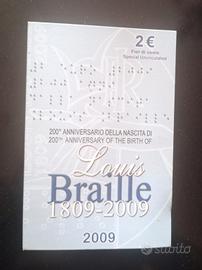 2 €
Fior di conio
Special Uncirculated
200° ANNIVERSARIO DELLA NASCITA DI
200TH ANNIVERSARY OF THE BIRTH OF
Louis
Braille
1809-2009
2009
subito